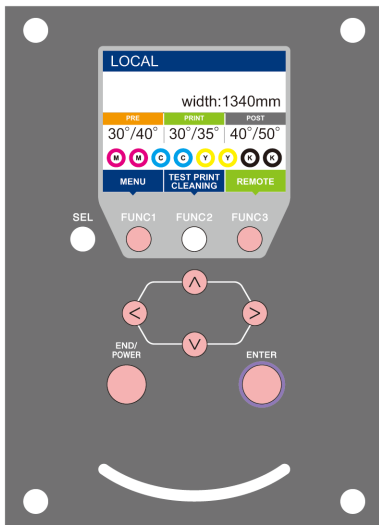 LOCAL
width:1340mm
PRE PRINT POST
30°/40° 30°/35° 40°/50°
M M C C Y Y K K
MENU TEST PRINT CLEANING REMOTE
SEL FUNC1 FUNC2 FUNC3
<
>
END/
POWER
ENTER